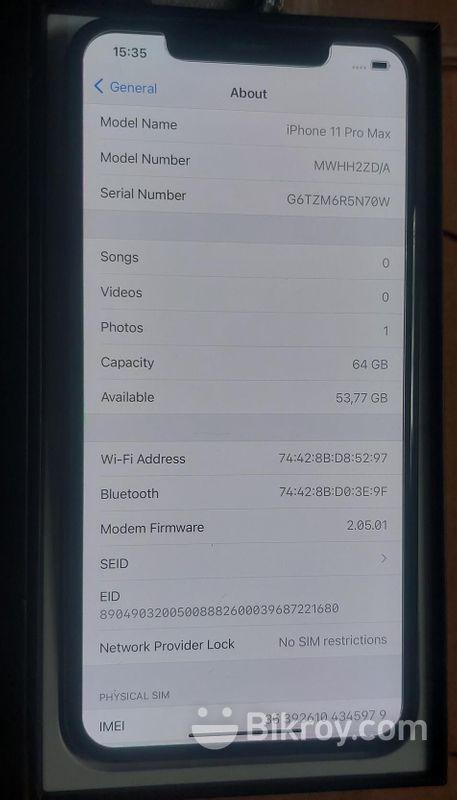 15:35
General
About
Model Name iPhone 11 Pro Max
Model Number MWHH2ZD/A
Serial Number G6TZM6R5N70W
Songs 0
Videos 0
Photos 1
Capacity 64 GB
Available 53,77 GB
Wi-Fi Address 74:42:8B:D8:52:97
Bluetooth 74:42:8B:D0:3E:9F
Modem Firmware 2.05.01
SEID
EID
89049032005008882600039687221680
Network Provider Lock No SIM restrictions
PHYSICAL SIM
IMEI 35 392610 434597 9
Bikroy.com